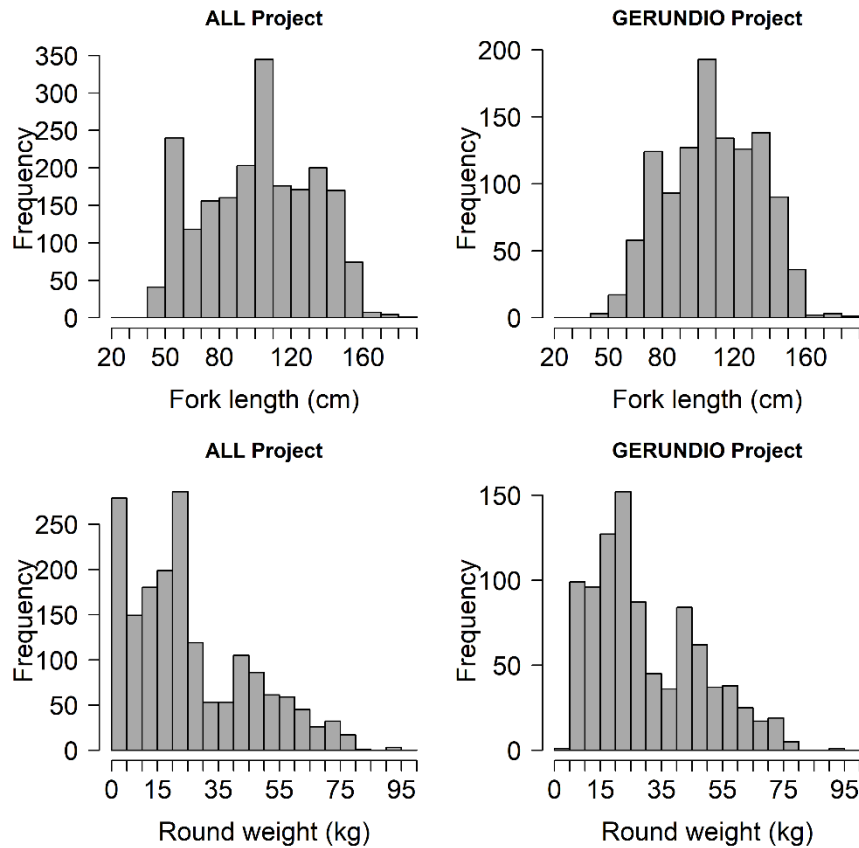 ALL Project
350
300
250
200
150
100
50
0
Frequency
20 50 80 120 160
Fork length (cm)
GERUNDIO Project
200
150
100
50
0
Frequency
20 50 80 120 160
Fork length (cm)
ALL Project
250
200
150
100
50
0
Frequency
0 15 35 55 75 95
Round weight (kg)
GERUNDIO Project
150
100
50
0
Frequency
0 15 35 55 75 95
Round weight (kg)